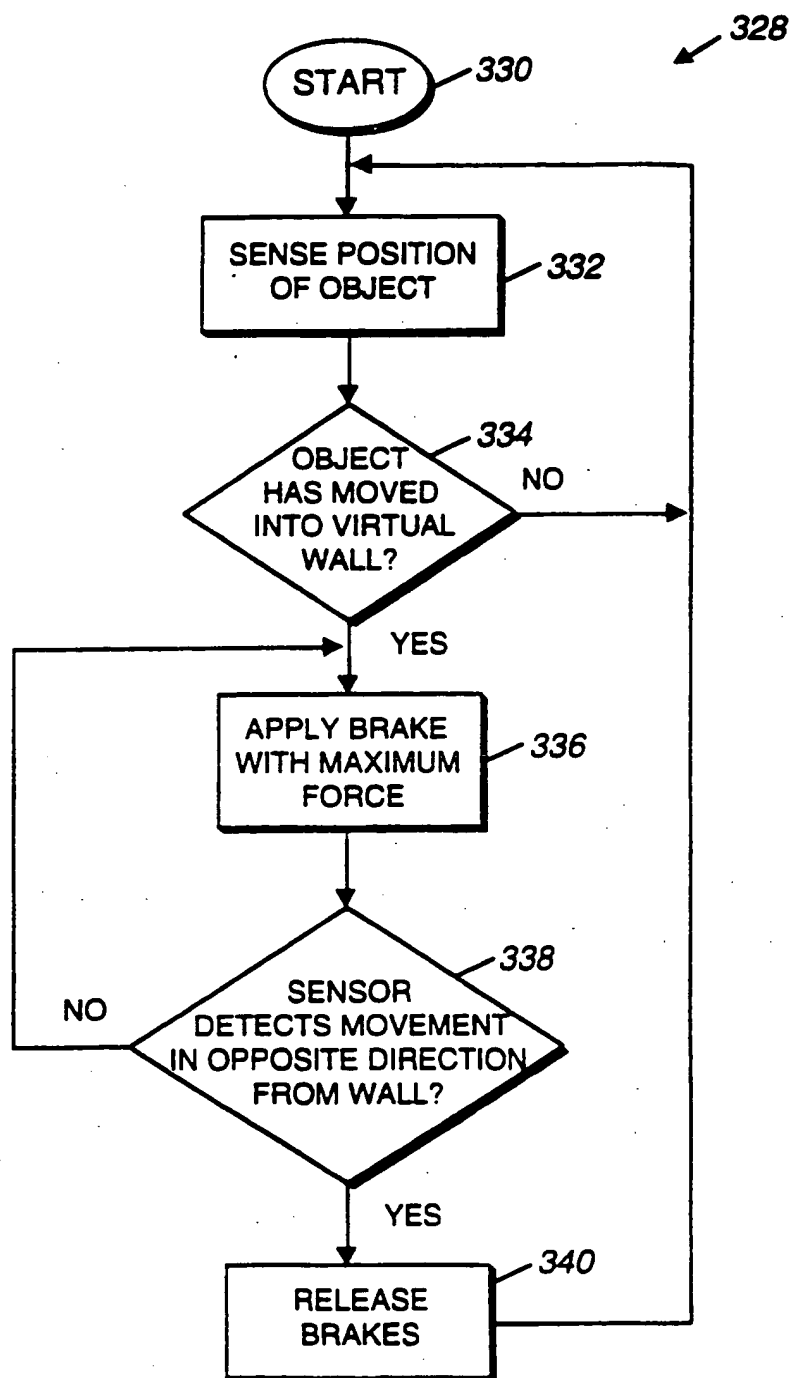 328
START
330
SENSE POSITION
OF OBJECT
332
334
OBJECT
HAS MOVED
INTO VIRTUAL
WALL?
NO
YES
APPLY BRAKE
WITH MAXIMUM
FORCE
336
338
SENSOR
DETECTS MOVEMENT
IN OPPOSITE DIRECTION
FROM WALL?
NO
YES
340
RELEASE
BRAKES